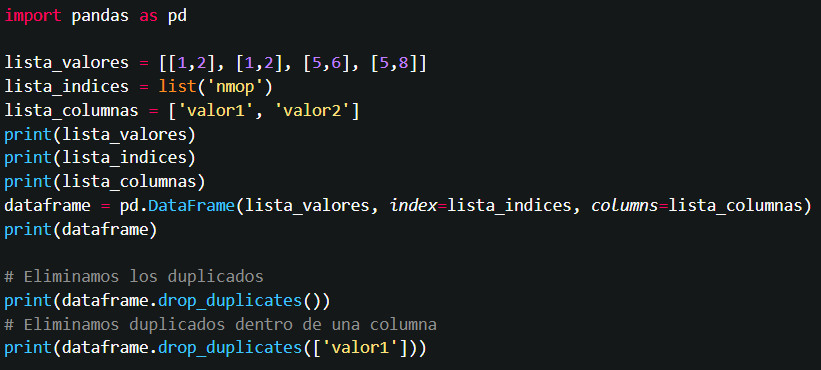 import pandas as pd
lista_valores = [[1,2], [1,2], [5,6], [5,8]]
lista_indices = list('nmop')
lista_columnas = ['valor1', 'valor2']
print(lista_valores)
print(lista_indices)
print(lista_columnas)
dataframe = pd.DataFrame(lista_valores, index=lista_indices, columns=lista_columnas)
print(dataframe)
# Eliminamos los duplicados
print(dataframe.drop_duplicates())
# Eliminamos duplicados dentro de una columna
print(dataframe.drop_duplicates(['valor1']))